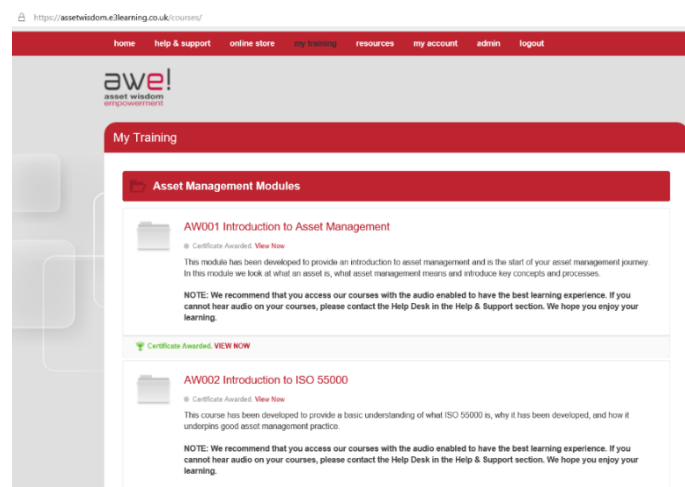 https://assetwisdom.e3learning.co.uk/courses/
home help & support online store my training resources my account admin logout
awe!
asset wisdom
empowerment
My Training
Asset Management Modules
AW001 Introduction to Asset Management
Certificate Awarded. View Now
This module has been developed to provide an introduction to asset management and is the start of your asset management journey.
In this module we look at what an asset is, what asset management means and introduce key concepts and processes.
NOTE: We recommend that you access our courses with the audio enabled to have the best learning experience. If you
cannot hear audio on your courses, please contact the Help Desk in the Help & Support section. We hope you enjoy your
learning.
Certificate Awarded. VIEW NOW
AW002 Introduction to ISO 55000
Certificate Awarded. View Now
This course has been developed to provide a basic understanding of what ISO 55000 is, why it has been developed, and how it
underpins good asset management practice.
NOTE: We recommend that you access our courses with the audio enabled to have the best learning experience. If you
cannot hear audio on your courses, please contact the Help Desk in the Help & Support section. We hope you enjoy your
learning.